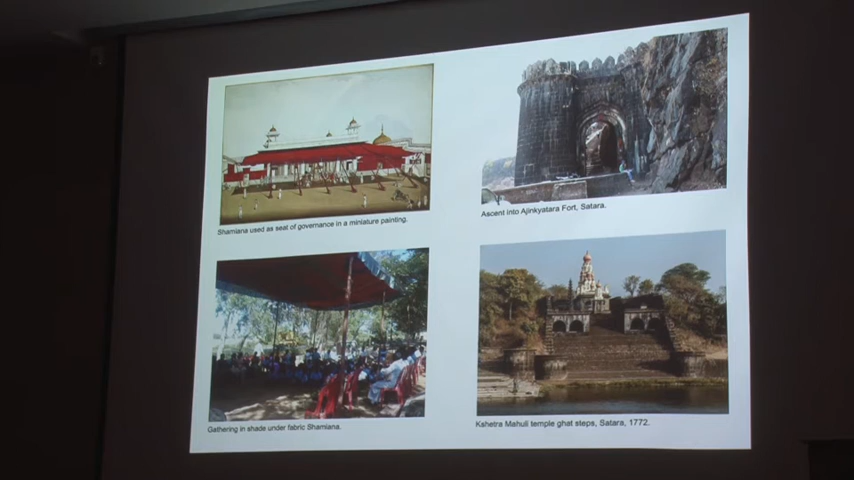 Shamiana used as seat of governance in a miniature painting.
Ascent into Ajinkyatara Fort, Satara.
Gathering in shade under fabric Shamiana.
Kshetra Mahuli temple ghat steps, Satara, 1772.